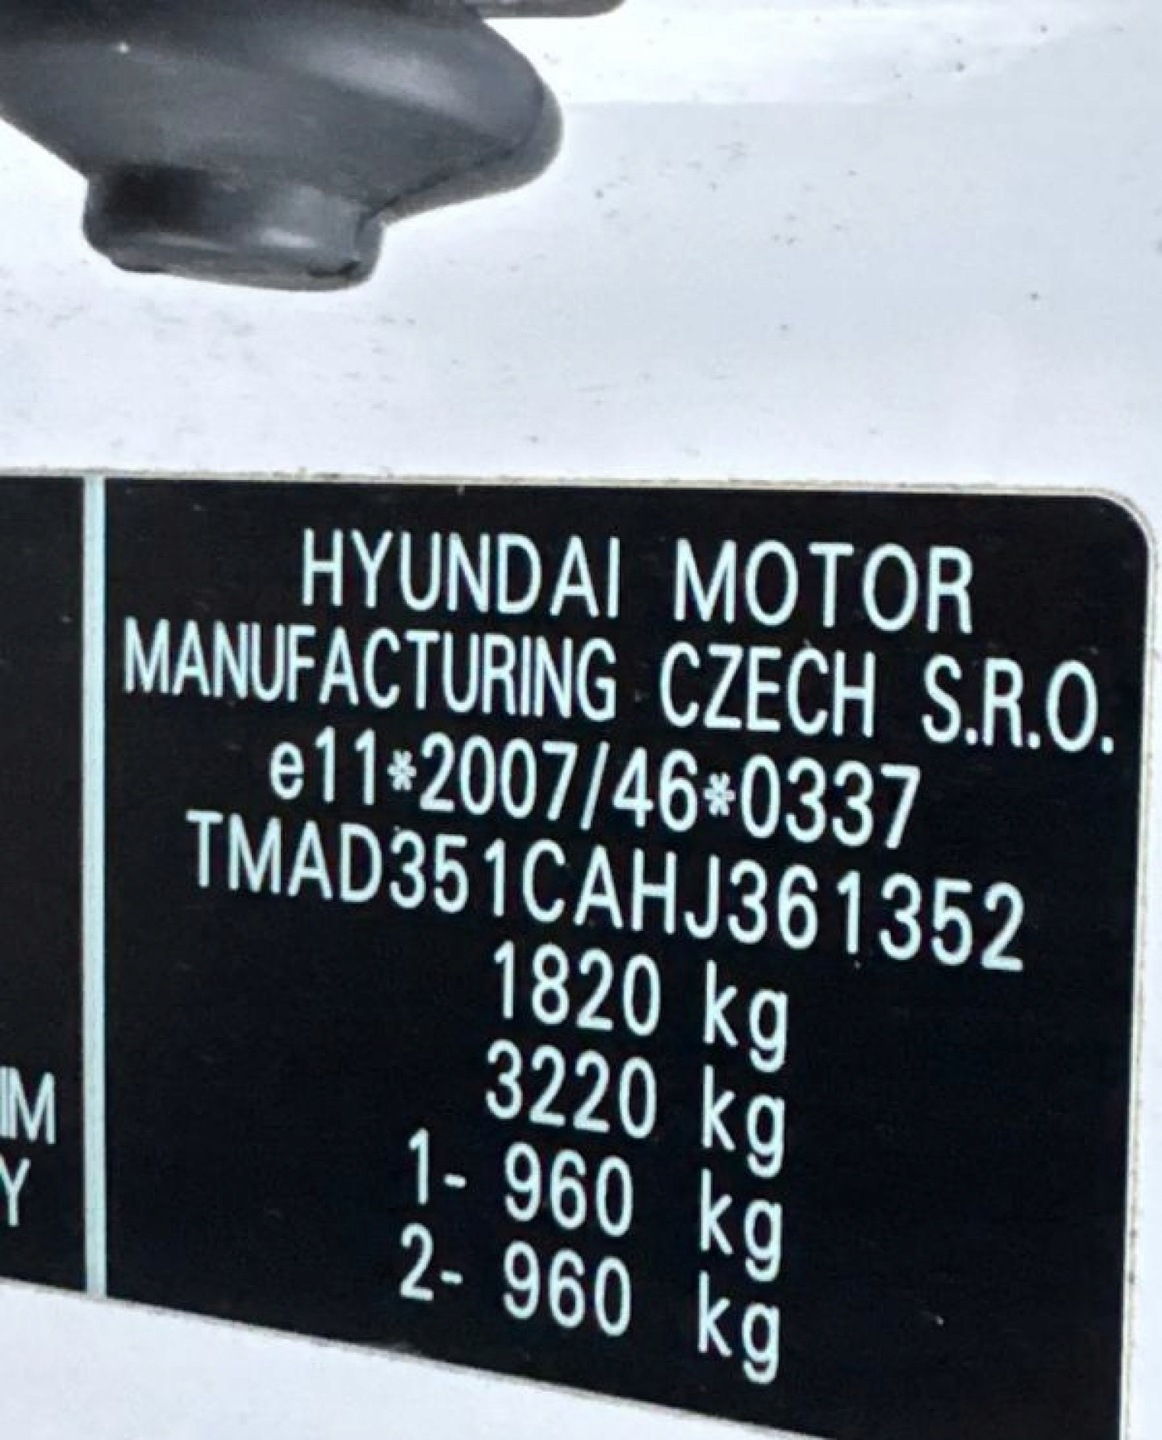 HYUNDAI MOTOR
MANUFACTURING CZECH S.R.O.
e11*2007/46*0337
TMAD351CAHJ361352
1820 kg
3220 kg
1- 960 kg
2- 960 kg